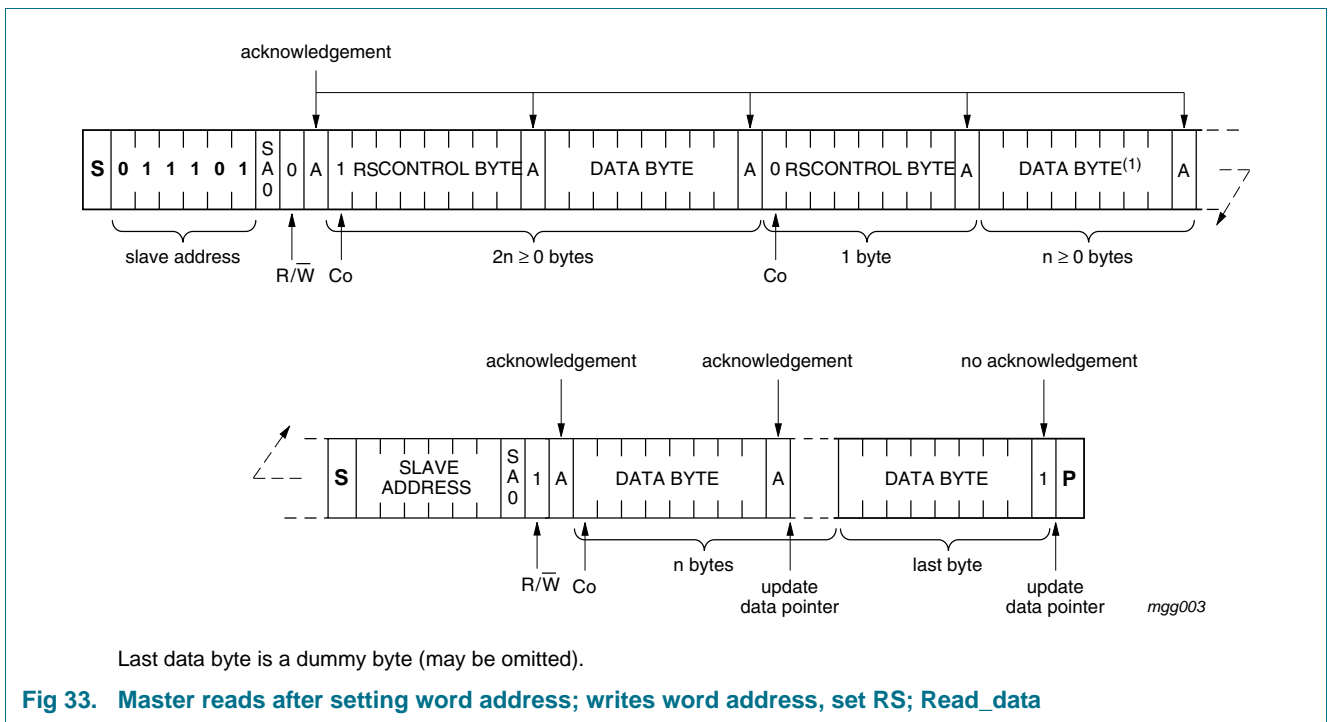 acknowledgement
S 0 1 1 1 0 1 SA0 0 A 1 RS CONTROL BYTE A DATA BYTE A 0 RS CONTROL BYTE A DATA BYTE(1) A
slave address
2n ≥ 0 bytes
1 byte
n ≥ 0 bytes
R/W̅ Co
Co
acknowledgement acknowledgement no acknowledgement
S SLAVE ADDRESS SA0 1 A DATA BYTE A DATA BYTE 1 P
n bytes
last byte
R/W̅ Co
update
data pointer
update
data pointer
mgg003
Last data byte is a dummy byte (may be omitted).
Fig 33. Master reads after setting word address; writes word address, set RS; Read_data